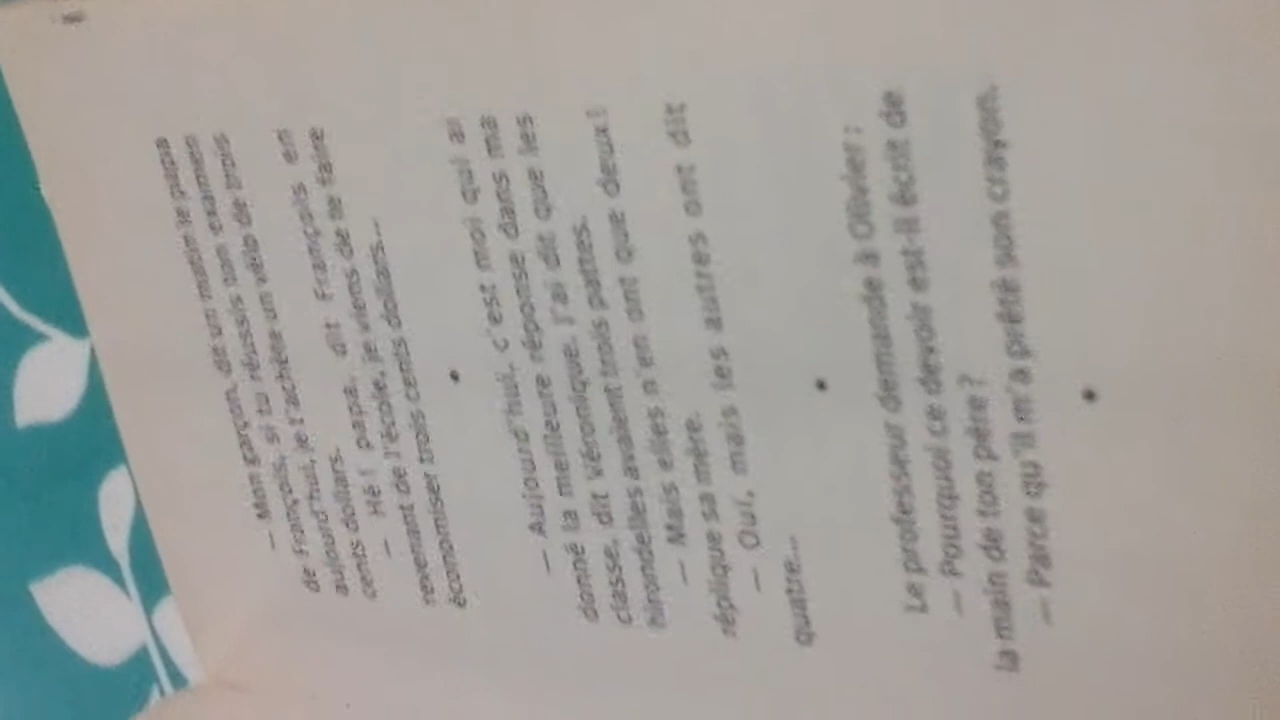 — Mon garçon, dit un matin le papa
de François, si tu réussis ton examen
aujourd'hui, je t'achète un vélo de trois
cents dollars.
— Hé ! papa, dit François en
revenant de l'école, je viens de te faire
économiser trois cents dollars...
•
— Aujourd'hui, c'est moi qui ai
donné la meilleure réponse dans ma
classe, dit Véronique. J'ai dit que les
hirondelles avaient trois pattes.
— Mais elles n'en ont que deux !
réplique sa mère.
— Oui, mais les autres ont dit
quatre...
•
Le professeur demande à Olivier :
— Pourquoi ce devoir est-il écrit de
la main de ton père ?
— Parce qu'il m'a prêté son crayon.
•